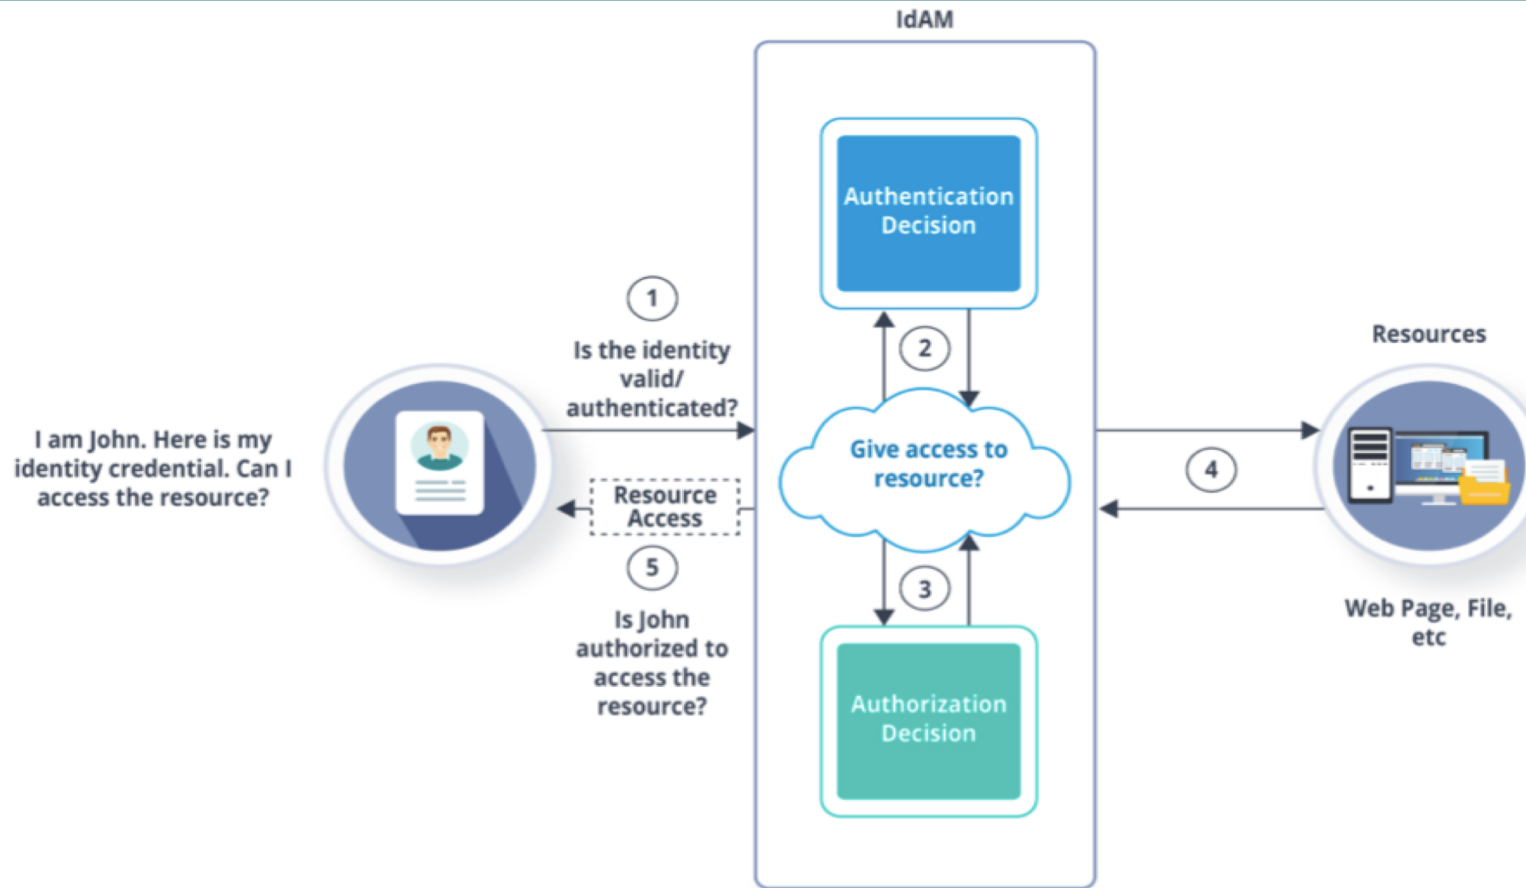 IdAM
Authentication
Decision
1
Is the identity
valid/
authenticated?
2
Resources
I am John. Here is my
identity credential. Can I
access the resource?
Give access to
resource?
4
Resource
Access
5
3
Is John
authorized to
access the
resource?
Web Page, File,
etc
Authorization
Decision